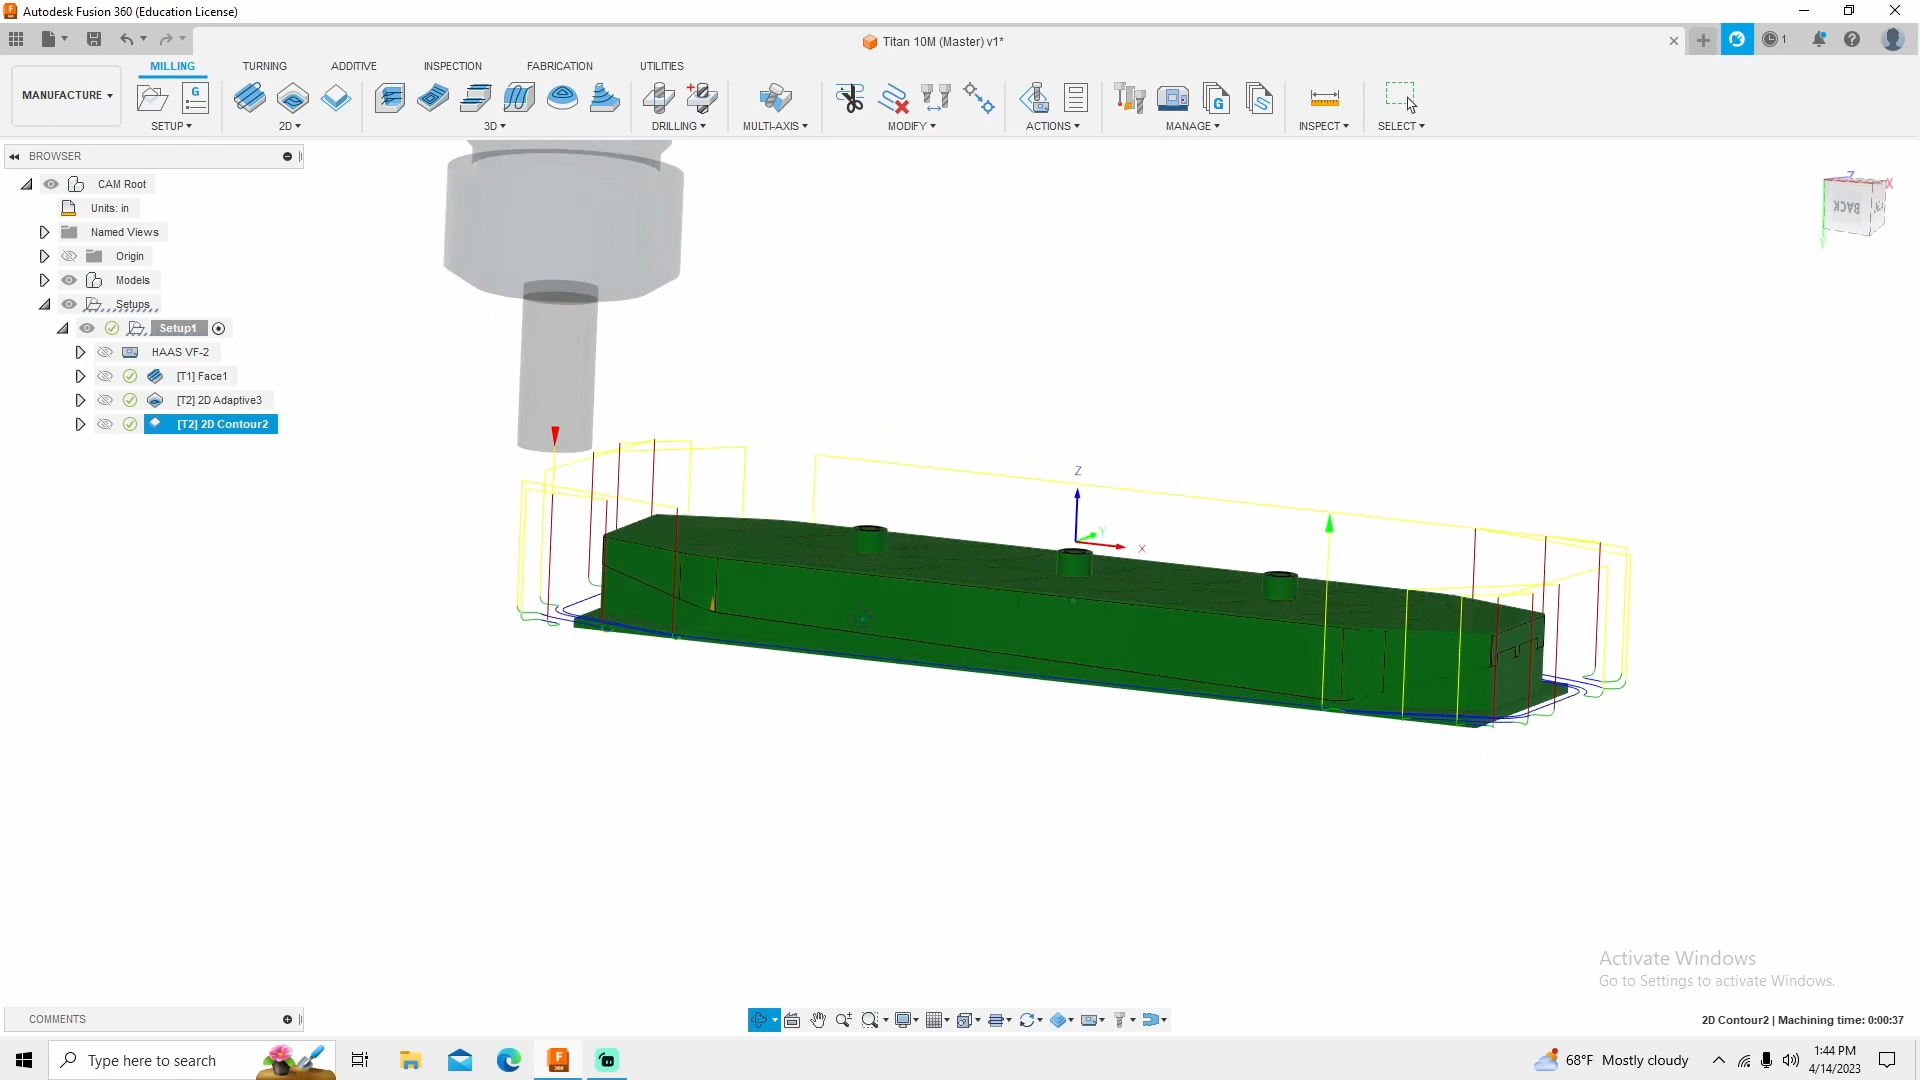 Autodesk Fusion 360 (Education License)
Titan 10M (Master) v1*
1
MILLING
TURNING
ADDITIVE
INSPECTION
FABRICATION
UTILITIES
MANUFACTURE
G
G
SETUP
2D
3D
DRILLING
MULTI-AXIS
MODIFY
ACTIONS
MANAGE
INSPECT
SELECT
BROWSER
CAM Root
Units: in
Named Views
Origin
Models
Setups
Setup1
HAAS VF-2
[T1] Face1
[T2] 2D Adaptive3
[T2] 2D Contour2
Z
X
BACK
Y
Z
Y
X
Activate Windows
Go to Settings to activate Windows.
COMMENTS
2D Contour2 | Machining time: 0:00:37
Type here to search
68°F Mostly cloudy
1:44 PM
4/14/2023